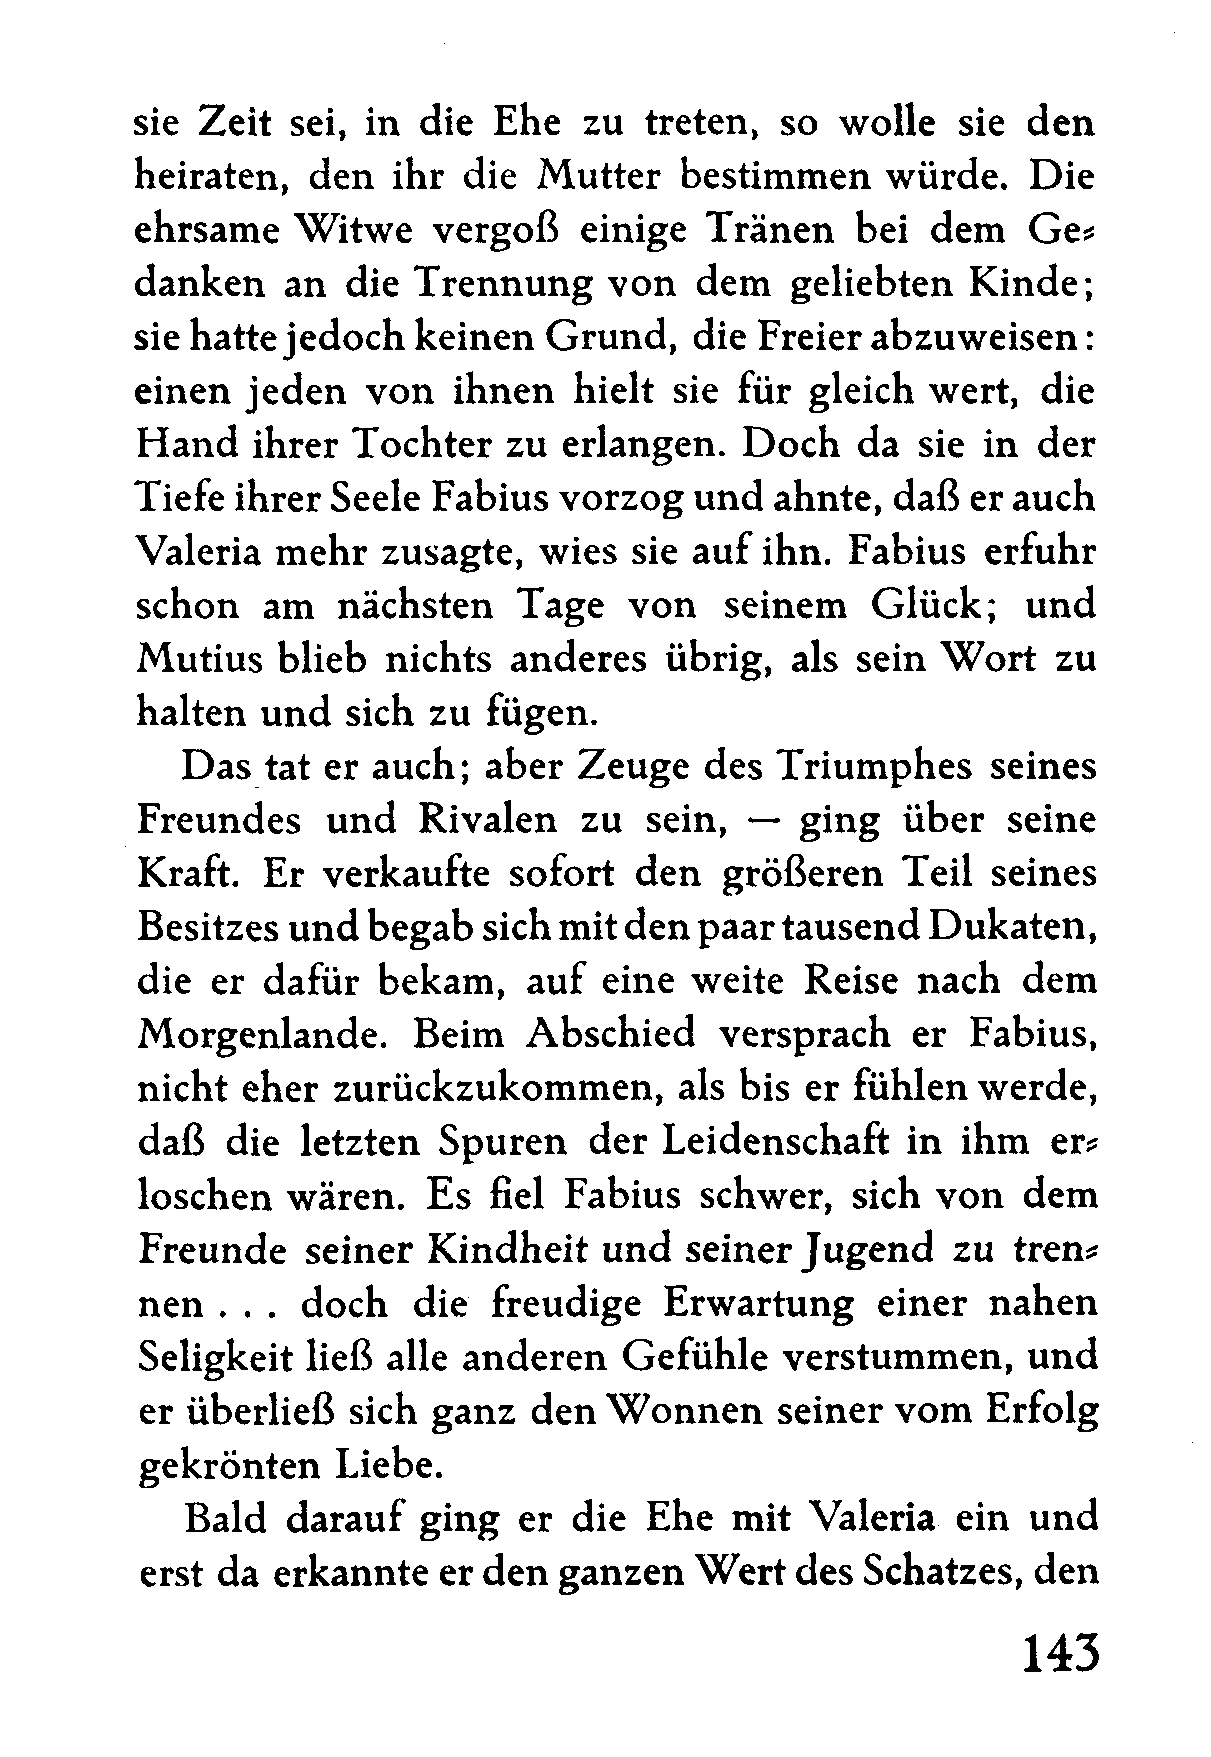 sie Zeit sei, in die Ehe zu treten, so wolle sie den
heiraten, den ihr die Mutter bestimmen würde. Die
ehrsame Witwe vergoß einige Tränen bei dem Ge⸗
danken an die Trennung von dem geliebten Kinde;
sie hatte jedoch keinen Grund, die Freier abzuweisen:
einen jeden von ihnen hielt sie für gleich wert, die
Hand ihrer Tochter zu erlangen. Doch da sie in der
Tiefe ihrer Seele Fabius vorzog und ahnte, daß er auch
Valeria mehr zusagte, wies sie auf ihn. Fabius erfuhr
schon am nächsten Tage von seinem Glück; und
Mutius blieb nichts anderes übrig, als sein Wort zu
halten und sich zu fügen.
Das tat er auch; aber Zeuge des Triumphes seines
Freundes und Rivalen zu sein, — ging über seine
Kraft. Er verkaufte sofort den größeren Teil seines
Besitzes und begab sich mit den paar tausend Dukaten,
die er dafür bekam, auf eine weite Reise nach dem
Morgenlande. Beim Abschied versprach er Fabius,
nicht eher zurückzukommen, als bis er fühlen werde,
daß die letzten Spuren der Leidenschaft in ihm er⸗
loschen wären. Es fiel Fabius schwer, sich von dem
Freunde seiner Kindheit und seiner Jugend zu tren⸗
nen . . . doch die freudige Erwartung einer nahen
Seligkeit ließ alle anderen Gefühle verstummen, und
er überließ sich ganz den Wonnen seiner vom Erfolg
gekrönten Liebe.
Bald darauf ging er die Ehe mit Valeria ein und
erst da erkannte er den ganzen Wert des Schatzes, den
143